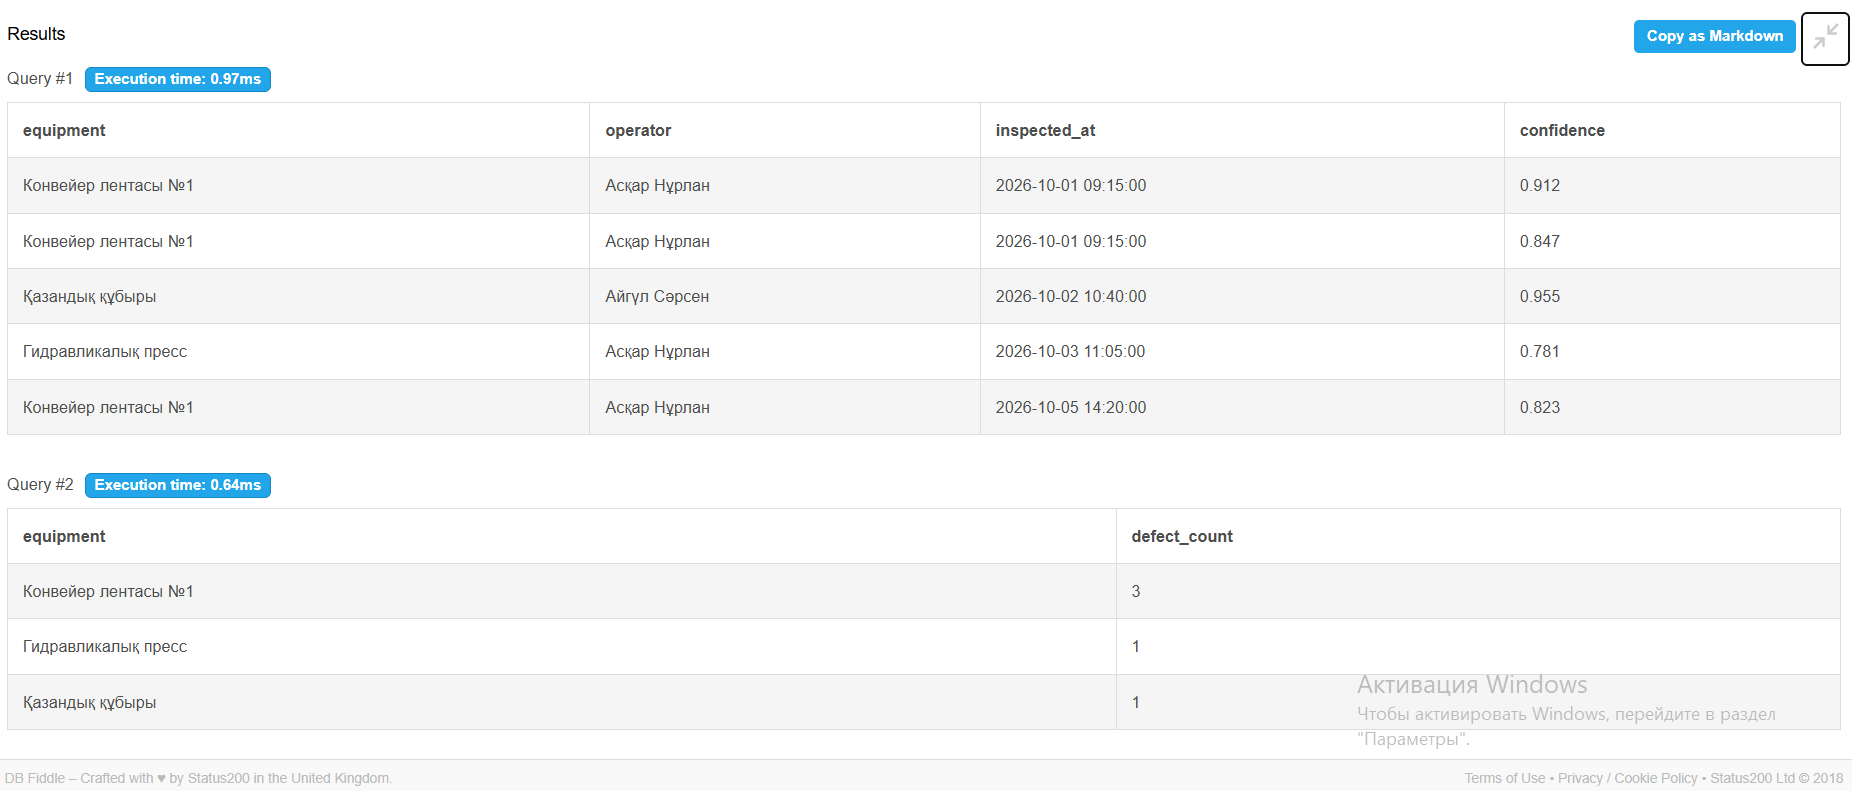 Results
Copy as Markdown
Query #1 Execution time: 0.97ms
equipment operator inspected_at confidence
Конвейер лентасы №1 Асқар Нұрлан 2026-10-01 09:15:00 0.912
Конвейер лентасы №1 Асқар Нұрлан 2026-10-01 09:15:00 0.847
Қазандық құбыры Айгүл Сәрсен 2026-10-02 10:40:00 0.955
Гидравликалық пресс Асқар Нұрлан 2026-10-03 11:05:00 0.781
Конвейер лентасы №1 Асқар Нұрлан 2026-10-05 14:20:00 0.823
Query #2 Execution time: 0.64ms
equipment defect_count
Конвейер лентасы №1 3
Гидравликалық пресс 1
Қазандық құбыры 1
Активация Windows
Чтобы активировать Windows, перейдите в раздел
"Параметры".
DB Fiddle – Crafted with ♥ by Status200 in the United Kingdom.
Terms of Use • Privacy / Cookie Policy • Status200 Ltd © 2018